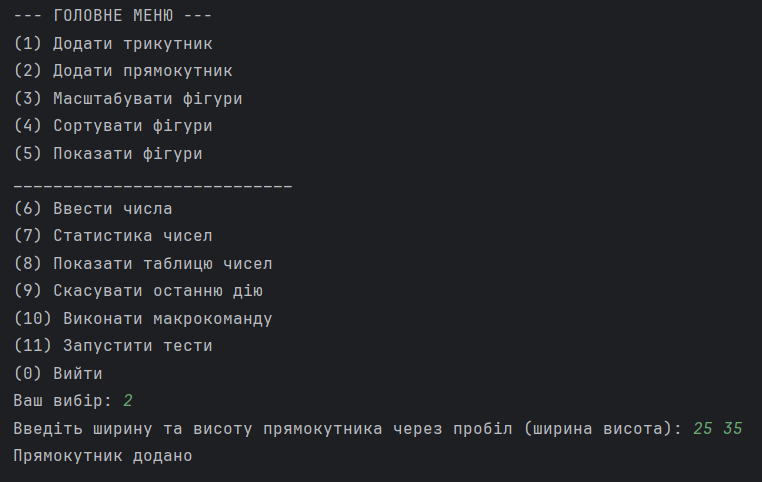 --- ГОЛОВНЕ МЕНЮ ---
(1) Додати трикутник
(2) Додати прямокутник
(3) Масштабувати фігури
(4) Сортувати фігури
(5) Показати фігури
____________________________
(6) Ввести числа
(7) Статистика чисел
(8) Показати таблицю чисел
(9) Скасувати останню дію
(10) Виконати макрокоманду
(11) Запустити тести
(0) Вийти
Ваш вибір: 2
Введіть ширину та висоту прямокутника через пробіл (ширина висота): 25 35
Прямокутник додано